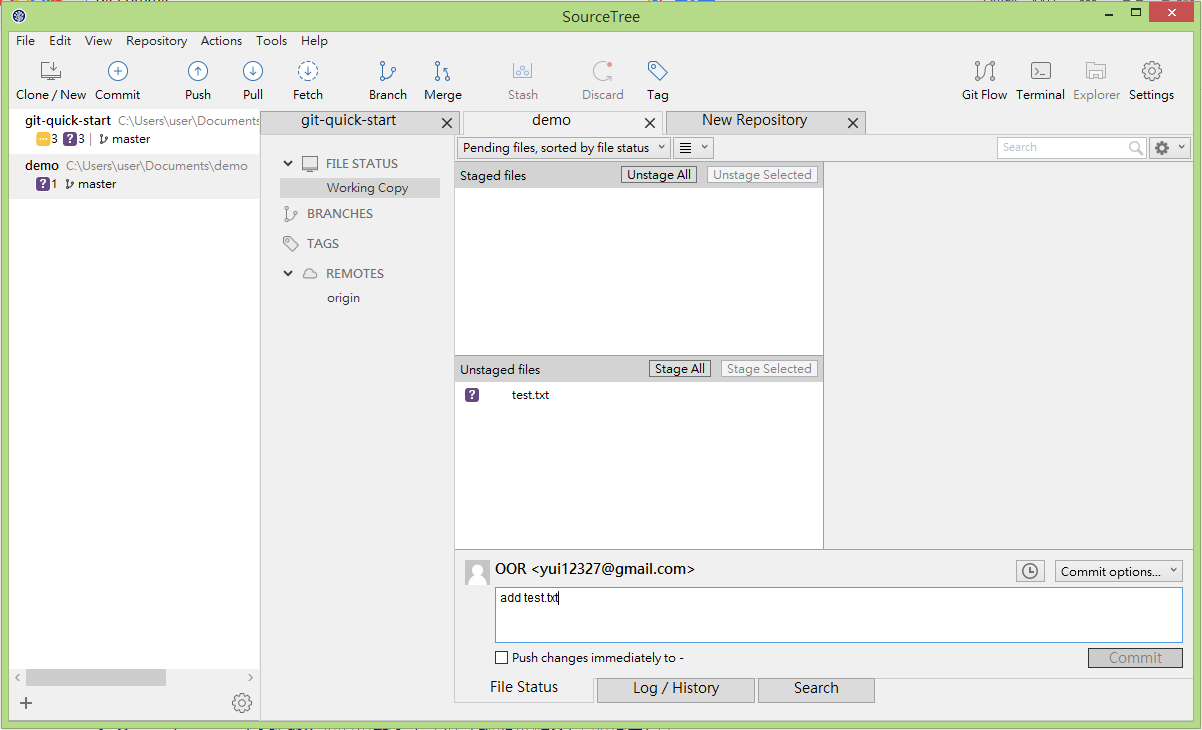 SourceTree
File Edit View Repository Actions Tools Help
Clone / New Commit Push Pull Fetch Branch Merge Stash Discard Tag Git Flow Terminal Explorer Settings
git-quick-start C:\Users\user\Documents
3 ? 3 | master
demo C:\Users\user\Documents\demo
? 1 master
git-quick-start demo New Repository
Pending files, sorted by file status
Search
FILE STATUS
Working Copy
BRANCHES
TAGS
REMOTES
origin
Staged files Unstage All Unstage Selected
Unstaged files Stage All Stage Selected
? test.txt
OOR <yui12327@gmail.com>
Commit options...
add test.txt
Push changes immediately to -
Commit
File Status Log / History Search